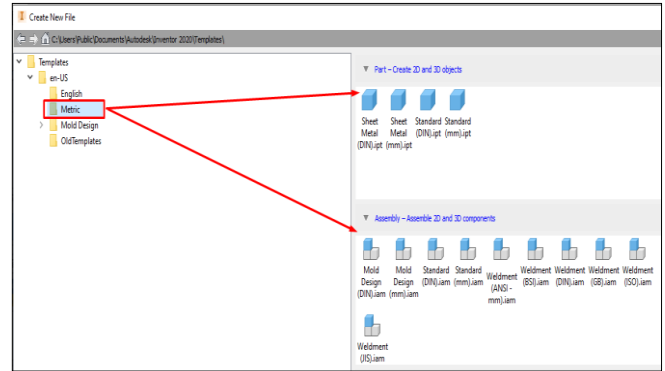 Create New File
C:\Users\Public\Documents\Autodesk\Inventor 2020\Templates\
Templates
en-US
English
Metric
Mold Design
OldTemplates
Part – Create 2D and 3D objects
Sheet Metal (DIN).ipt
Sheet Metal (mm).ipt
Standard (DIN).ipt
Standard (mm).ipt
Assembly – Assemble 2D and 3D components
Mold Design (DIN).iam
Mold Design (mm).iam
Standard (DIN).iam
Standard (mm).iam
Weldment (ANSI - mm).iam
Weldment (BSI).iam
Weldment (DIN).iam
Weldment (GB).iam
Weldment (ISO).iam
Weldment (JIS).iam